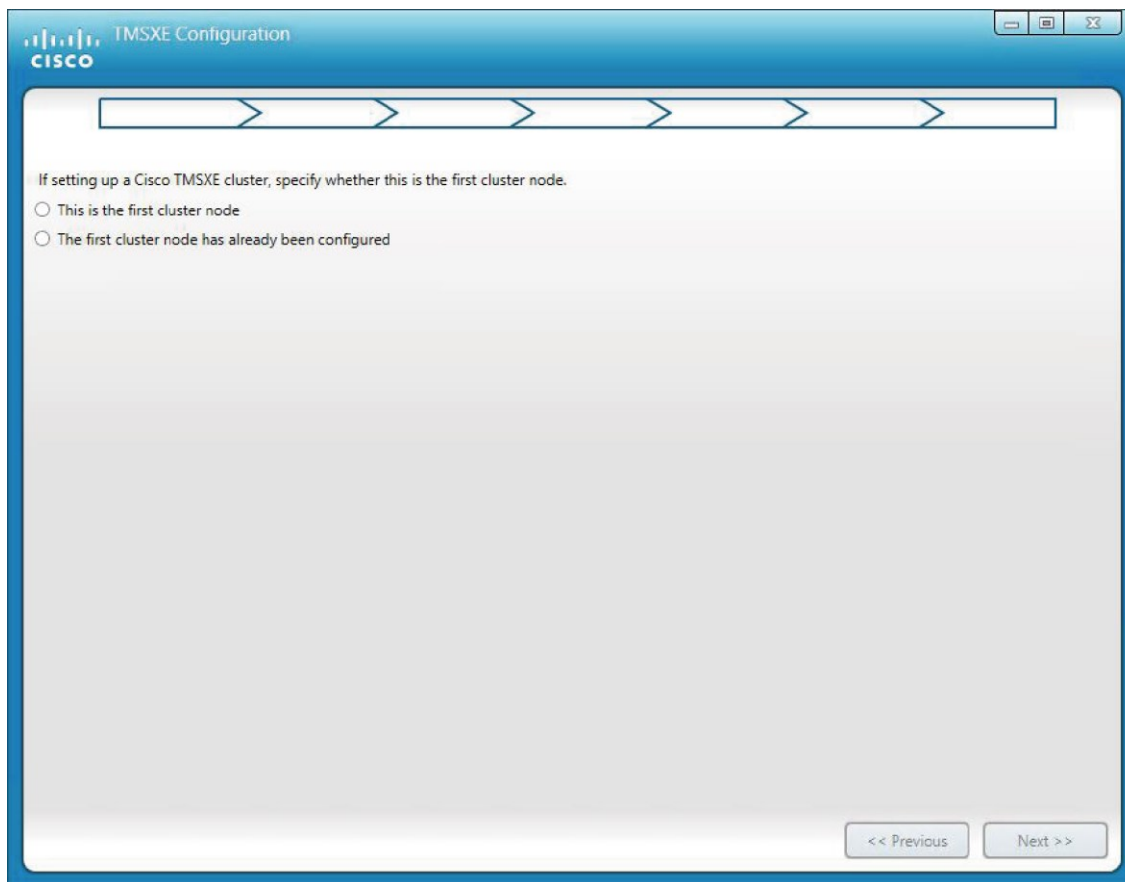 TMSXE Configuration
CISCO
If setting up a Cisco TMSXE cluster, specify whether this is the first cluster node.
This is the first cluster node
The first cluster node has already been configured
<< Previous
Next >>